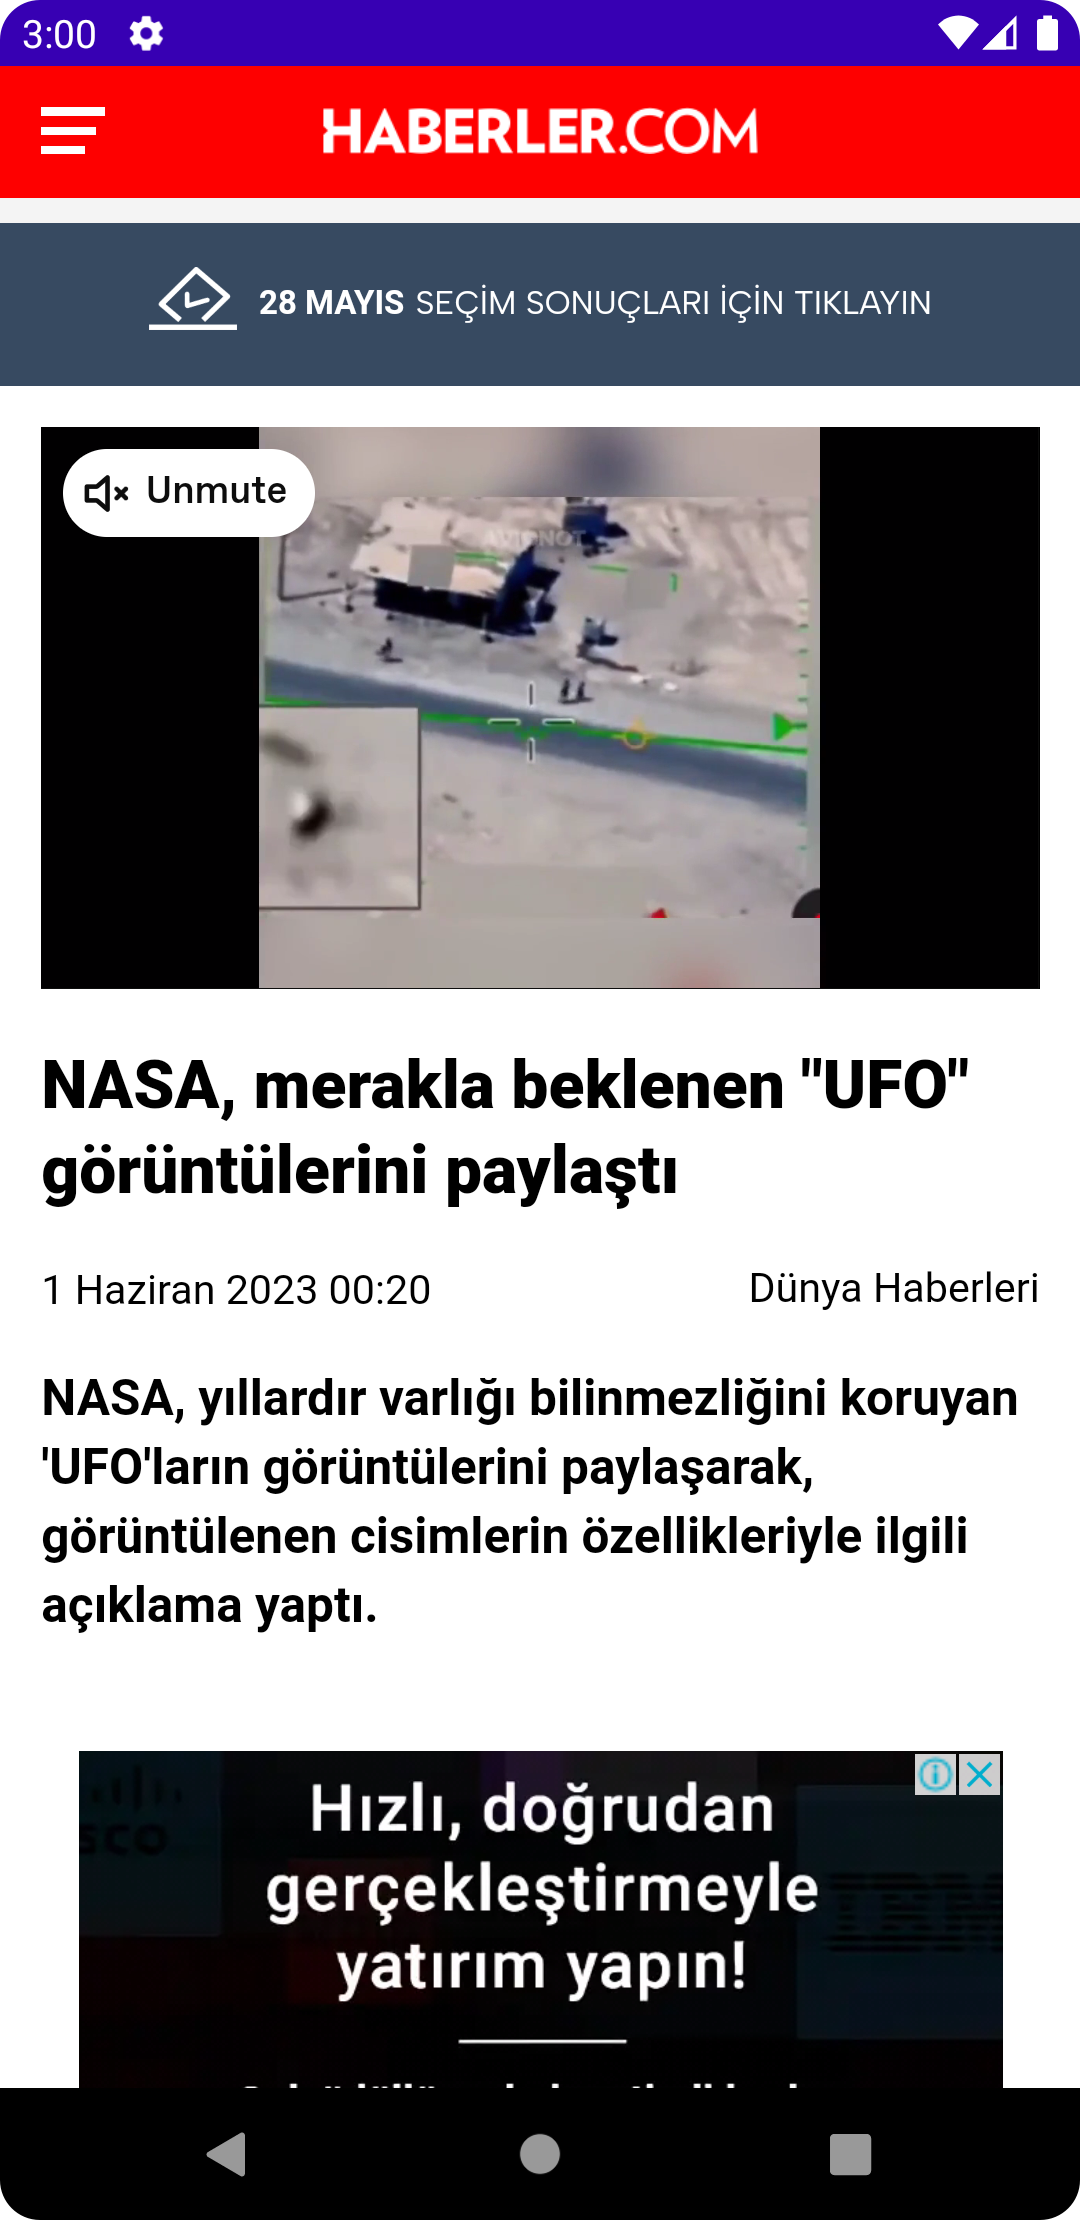 3:00
HABERLER.COM
28 MAYIS SEÇİM SONUÇLARI İÇİN TIKLAYIN
Unmute
NASA, merakla beklenen "UFO"
görüntülerini paylaştı
1 Haziran 2023 00:20
Dünya Haberleri
NASA, yıllardır varlığı bilinmezliğini koruyan
'UFO'ların görüntülerini paylaşarak,
görüntülenen cisimlerin özellikleriyle ilgili
açıklama yaptı.
Hızlı, doğrudan
gerçekleştirmeyle
yatırım yapın!
IBM